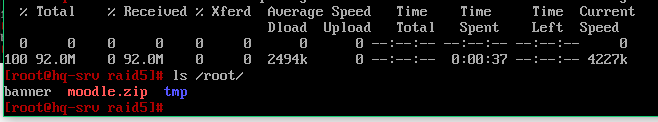 % Total % Received % Xferd Average Speed Time Time Time Current
Dload Upload Total Spent Left Speed
0 0 0 0 0 0 0 0 --:--:-- --:--:-- --:--:-- 0
100 92.0M 0 92.0M 0 0 2494k 0 --:--:-- 0:00:37 --:--:-- 4227k
[root@hq-srv raid5]# ls /root/
banner moodle.zip tmp
[root@hq-srv raid5]#